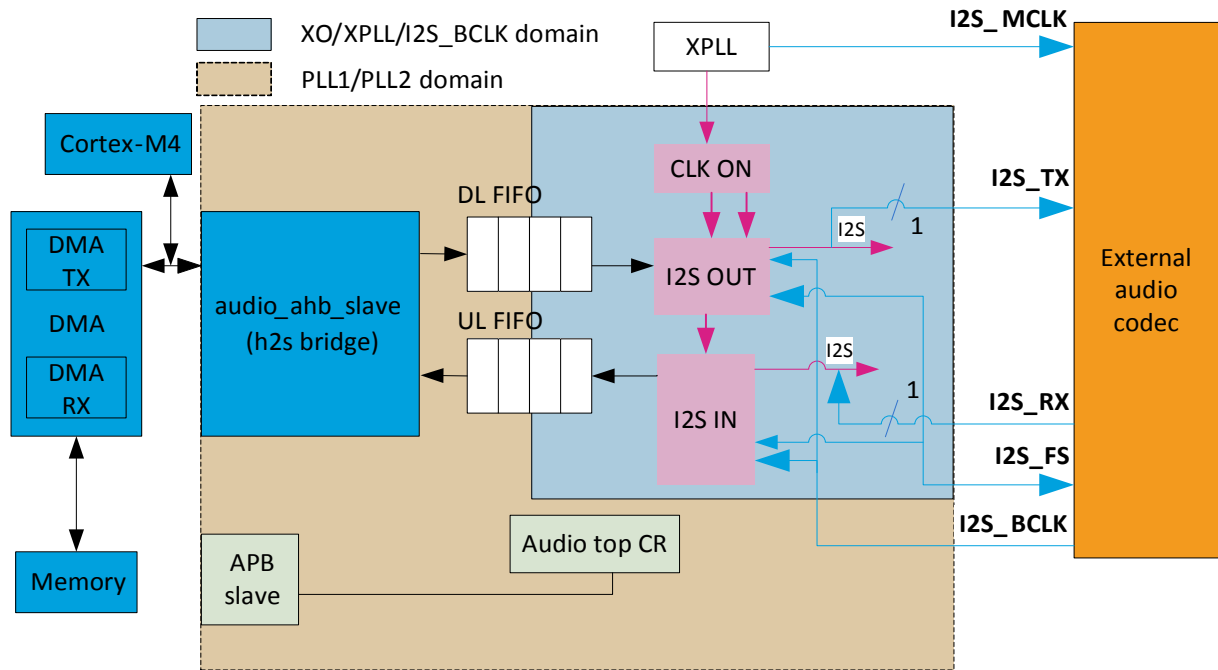 XO/XPLL/I2S_BCLK domain
PLL1/PLL2 domain
XPLL
I2S_MCLK
Cortex-M4
CLK ON
DL FIFO
I2S_TX
1
I2S
DMA
TX
DMA
DMA
RX
audio_ahb_slave
(h2s bridge)
I2S OUT
External
audio
codec
UL FIFO
I2S
1
I2S IN
I2S_RX
I2S_FS
I2S_BCLK
Audio top CR
APB
slave
Memory